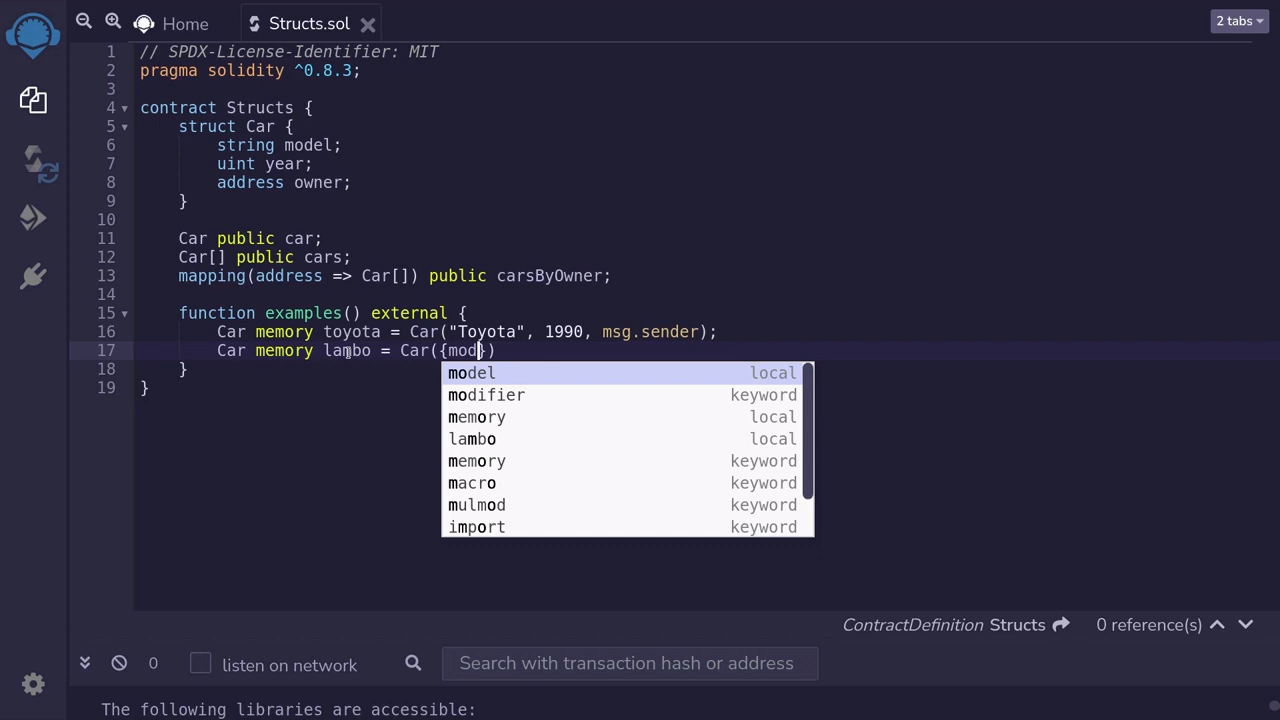 Home
Structs.sol
2 tabs
1 // SPDX-License-Identifier: MIT
2 pragma solidity ^0.8.3;
3
4 contract Structs {
5     struct Car {
6         string model;
7         uint year;
8         address owner;
9     }
10
11     Car public car;
12     Car[] public cars;
13     mapping(address => Car[]) public carsByOwner;
14
15     function examples() external {
16         Car memory toyota = Car("Toyota", 1990, msg.sender);
17         Car memory lambo = Car({mod})
18     }
19 }
model local
modifier keyword
memory local
lambo local
memory keyword
macro keyword
mulmod keyword
import keyword
ContractDefinition Structs 0 reference(s)
0 listen on network Search with transaction hash or address
The following libraries are accessible: